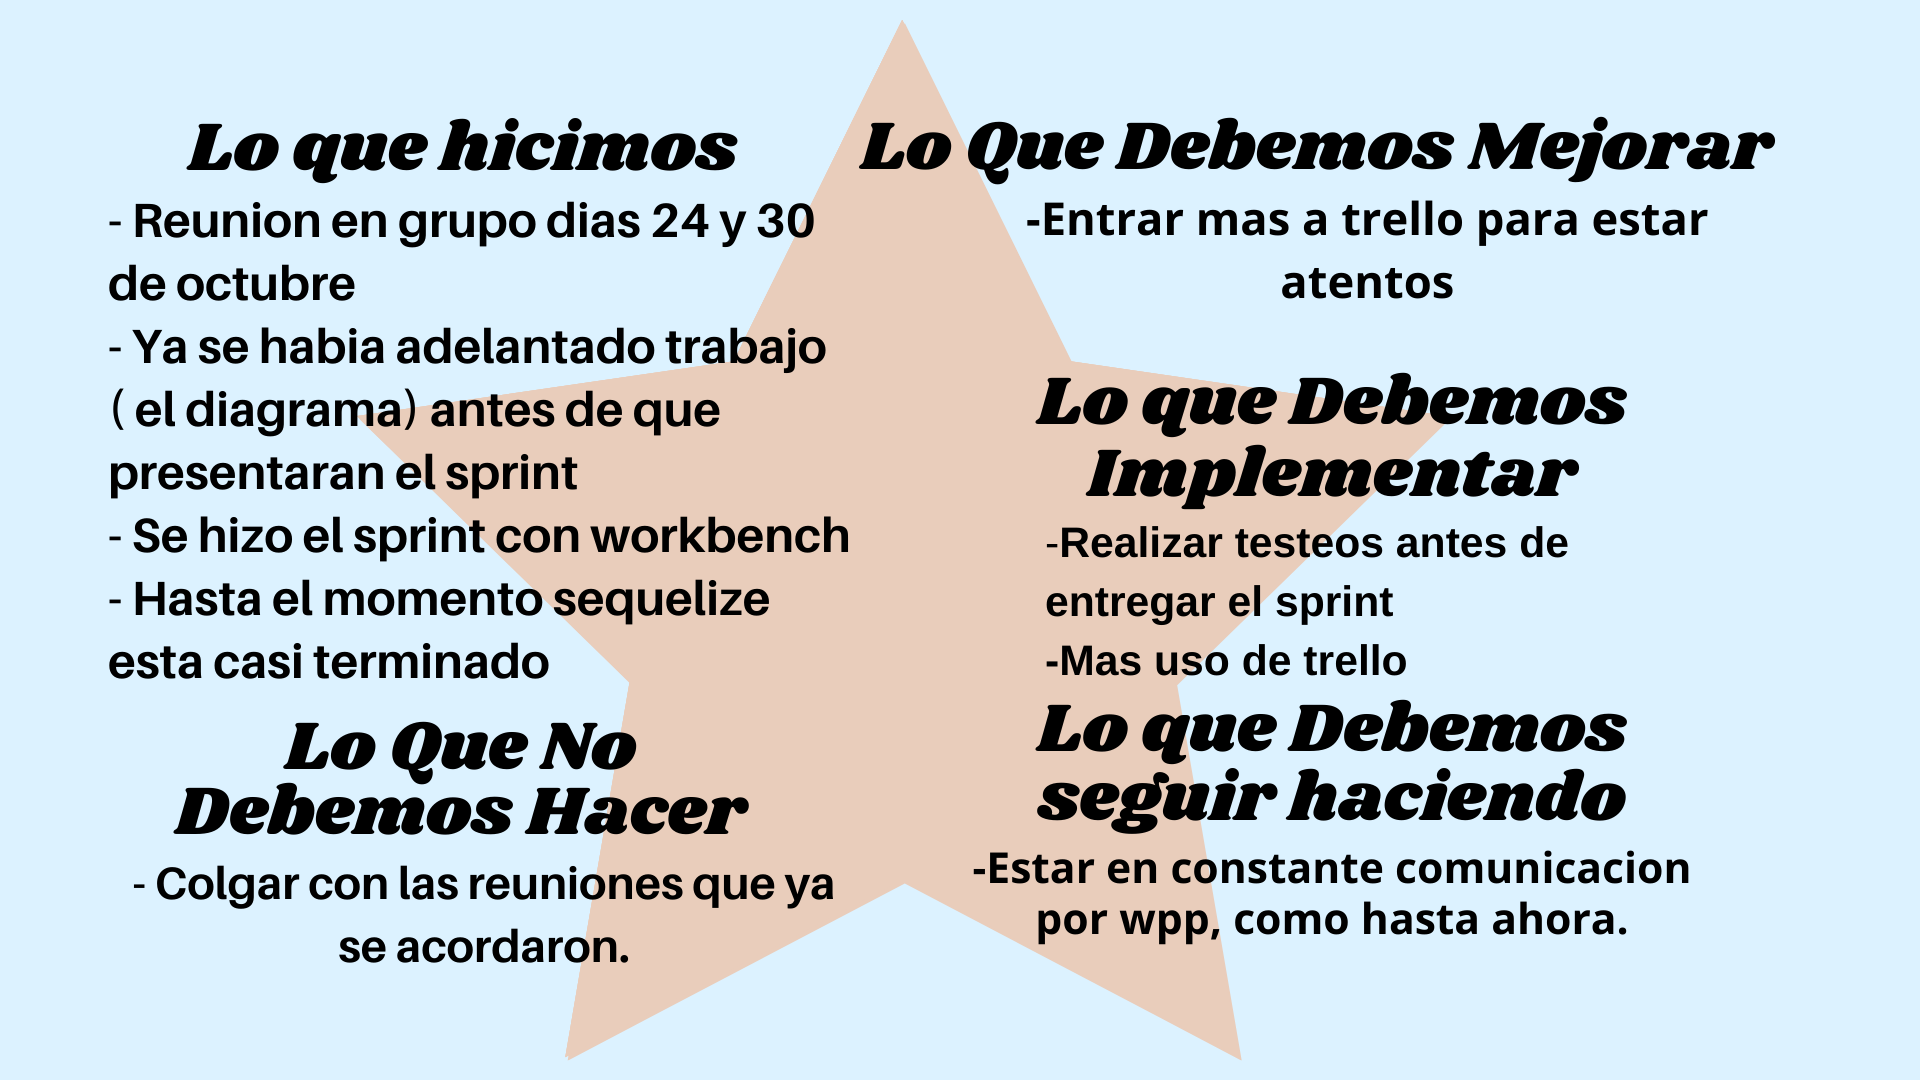 Lo que hicimos
- Reunion en grupo dias 24 y 30
de octubre
- Ya se habia adelantado trabajo
( el diagrama) antes de que
presentaran el sprint
- Se hizo el sprint con workbench
- Hasta el momento sequelize
esta casi terminado
Lo Que No
Debemos Hacer
- Colgar con las reuniones que ya
se acordaron.
Lo Que Debemos Mejorar
-Entrar mas a trello para estar
atentos
Lo que Debemos
Implementar
-Realizar testeos antes de
entregar el sprint
-Mas uso de trello
Lo que Debemos
seguir haciendo
-Estar en constante comunicacion
por wpp, como hasta ahora.